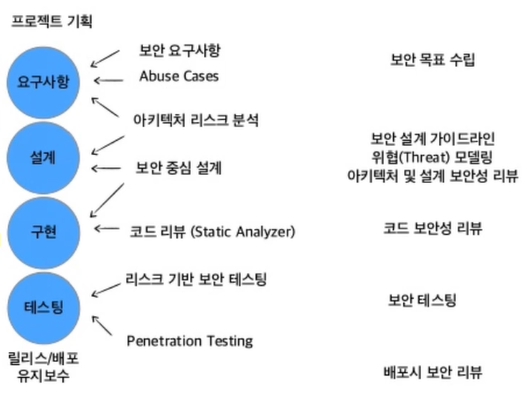 프로젝트 기획
보안 요구사항
보안 목표 수립
요구사항
Abuse Cases
아키텍처 리스크 분석
보안 설계 가이드라인
설계
보안 중심 설계
위협(Threat) 모델링
아키텍처 및 설계 보안성 리뷰
구현
코드 리뷰 (Static Analyzer)
코드 보안성 리뷰
리스크 기반 보안 테스팅
테스팅
보안 테스팅
Penetration Testing
릴리스/배포
유지보수
배포시 보안 리뷰